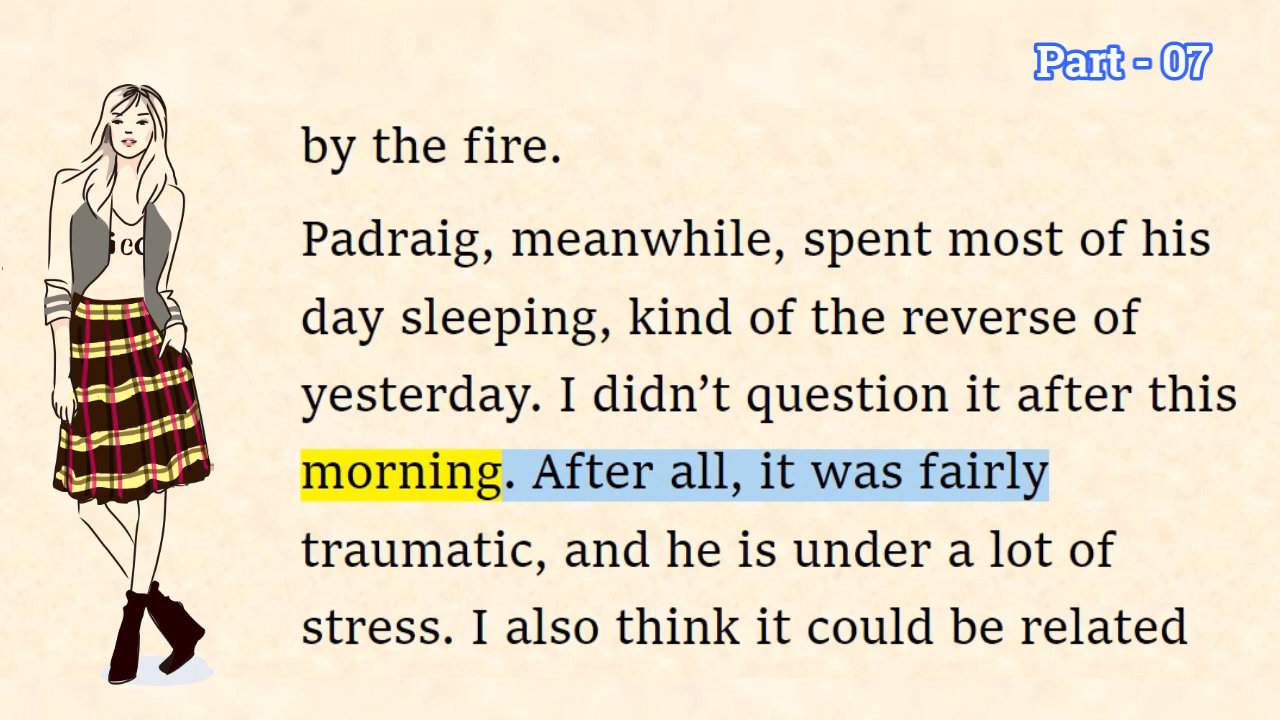 Part - 07
by the fire.
Padraig, meanwhile, spent most of his
day sleeping, kind of the reverse of
yesterday. I didn’t question it after this
morning. After all, it was fairly
traumatic, and he is under a lot of
stress. I also think it could be related